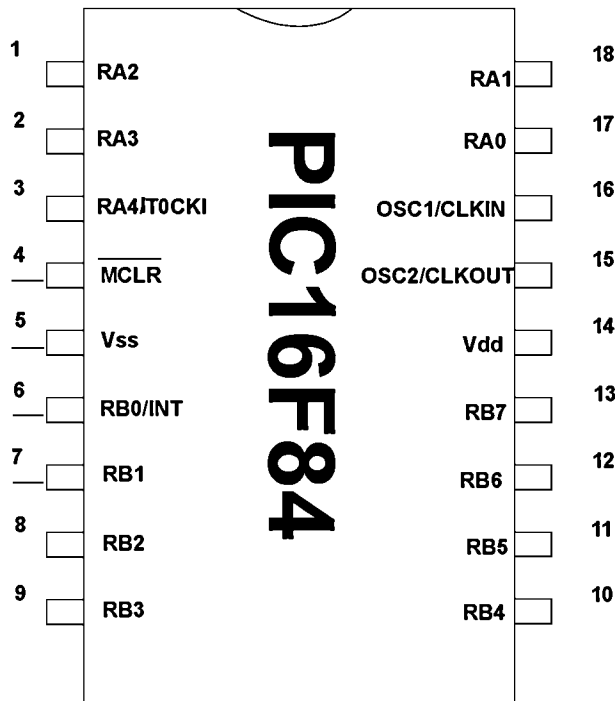 1 RA2 RA1 18
2 RA3 RA0 17
3 RA4/T0CKI OSC1/CLKIN 16
4 MCLR OSC2/CLKOUT 15
5 Vss Vdd 14
6 RB0/INT RB7 13
7 RB1 RB6 12
8 RB2 RB5 11
9 RB3 RB4 10
PIC16F84